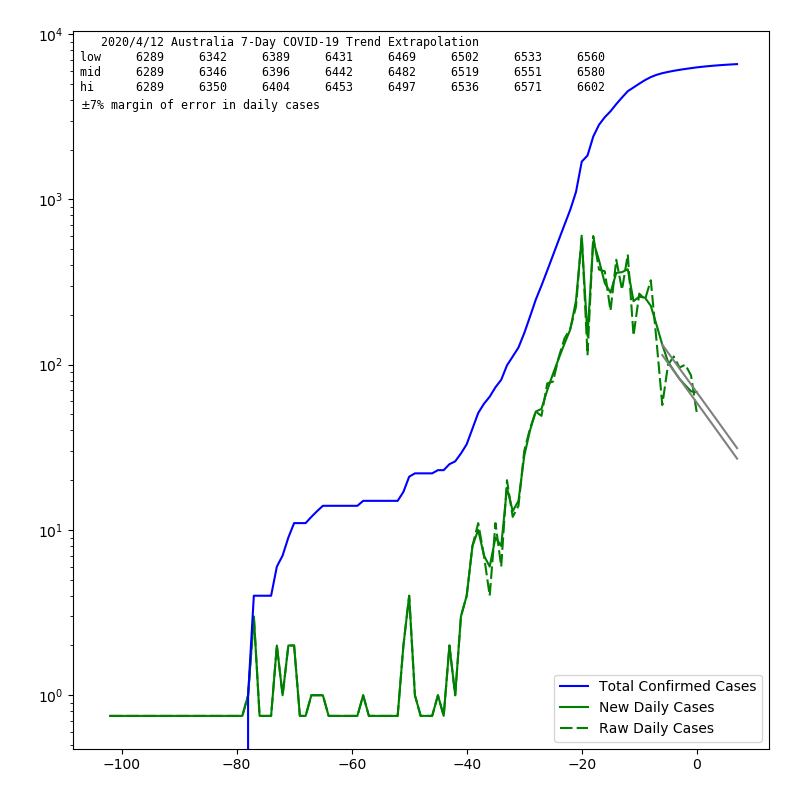 2020/4/12 Australia 7-Day COVID-19 Trend Extrapolation
low 6289 6342 6389 6431 6469 6502 6533 6560
mid 6289 6346 6396 6442 6482 6519 6551 6580
hi 6289 6350 6404 6453 6497 6536 6571 6602
±7% margin of error in daily cases
10⁴
10³
10²
10¹
10⁰
Total Confirmed Cases
New Daily Cases
Raw Daily Cases
−100 −80 −60 −40 −20 0